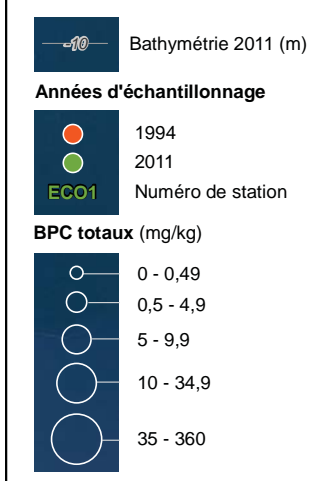 -10 Bathymétrie 2011 (m)
Années d'échantillonnage
1994
2011
ECO1 Numéro de station
BPC totaux (mg/kg)
0 - 0,49
0,5 - 4,9
5 - 9,9
10 - 34,9
35 - 360